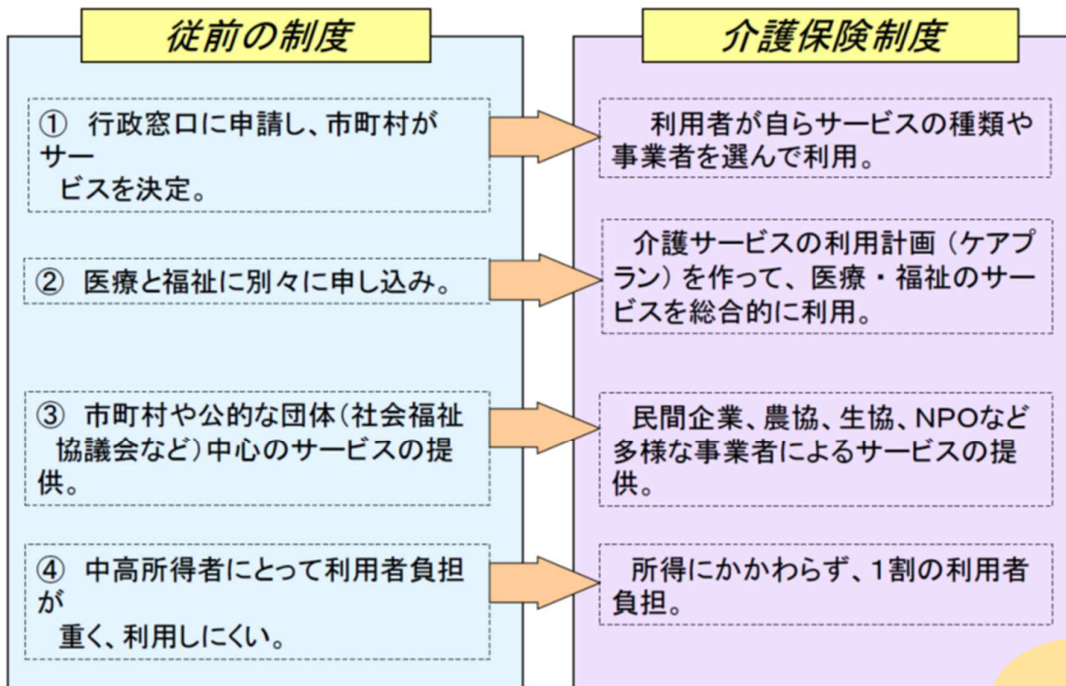 従前の制度
① 行政窓口に申請し、市町村が
サー
ビスを決定。
② 医療と福祉に別々に申し込み。
③ 市町村や公的な団体(社会福祉
協議会など)中心のサービスの提
供。
④ 中高所得者にとって利用者負担
が
重く、利用しにくい。
介護保険制度
利用者が自らサービスの種類や
事業者を選んで利用。
介護サービスの利用計画(ケアプ
ラン)を作って、医療・福祉のサー
ビスを総合的に利用。
民間企業、農協、生協、NPOなど
多様な事業者によるサービスの提
供。
所得にかかわらず、1割の利用者
負担。